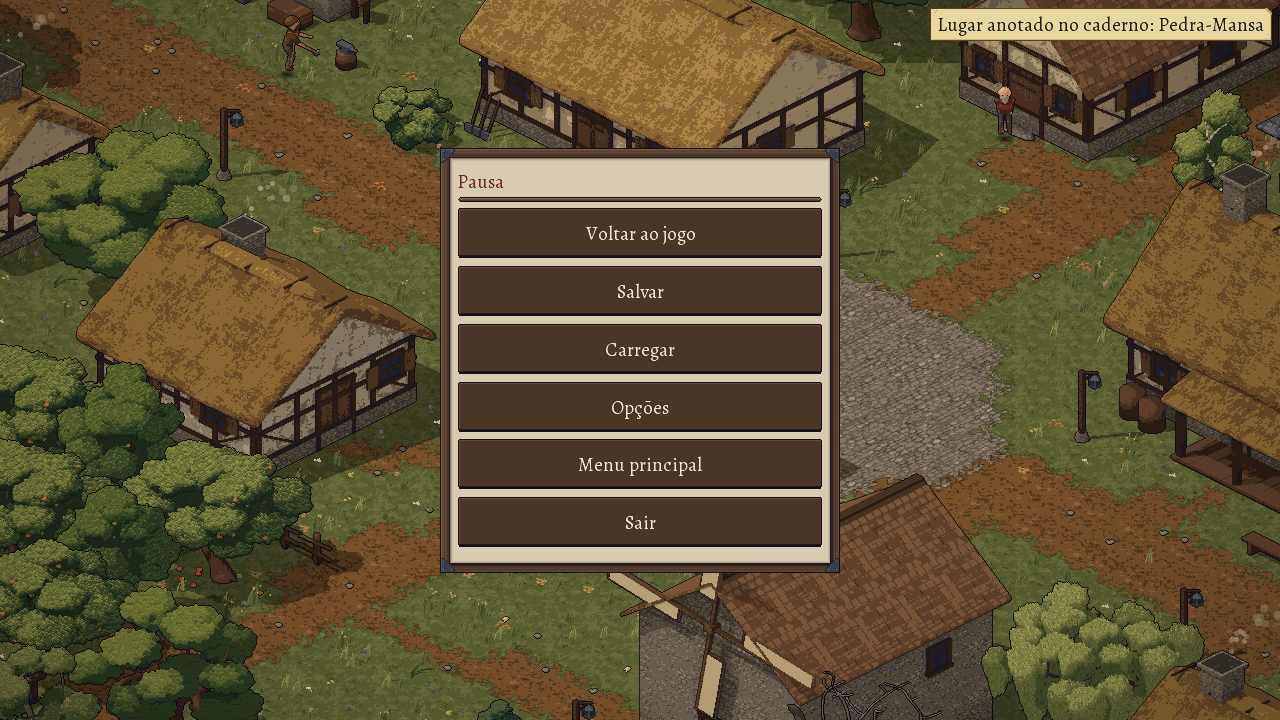 Lugar anotado no caderno: Pedra-Mansa
Pausa
Voltar ao jogo
Salvar
Carregar
Opções
Menu principal
Sair